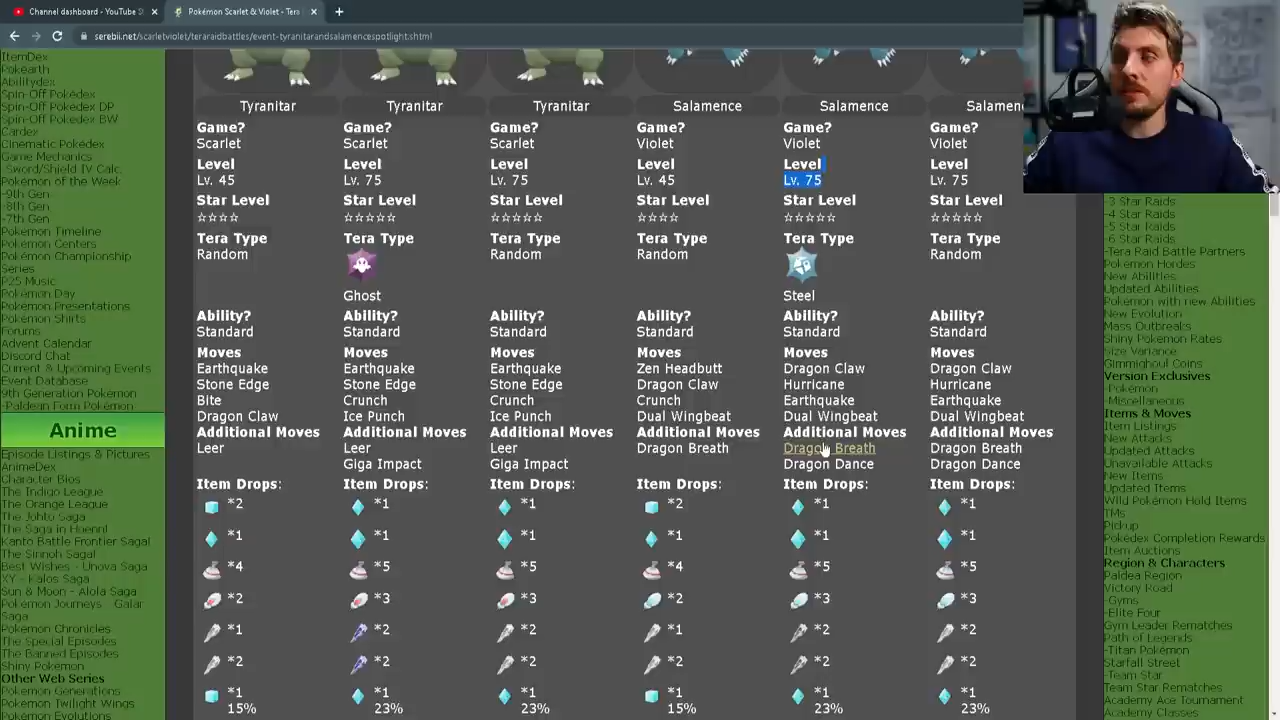 Channel dashboard - YouTube S
Pokémon Scarlet & Violet - Tera
serebii.net/scarletviolet/teraraidbattles/event-tyranitarandsalamencespotlight.shtml
ItemDex
Pokéarth
Abilitydex
Spin-Off Pokédex
Spin-Off Pokédex DP
Spin-Off Pokédex BW
Cardex
Cinematic Pokédex
Game Mechanics
-Sword/Shield IV Calc.
Pokémon of the Week
-9th Gen
-8th Gen
-7th Gen
Pokémon Timeline
Pokémon Centers
Pokémon Championship
Series
P25 Music
Pokémon Day
Pokémon Presentations
Pokémon Shirts
Forums
Advent Calendar
Discord Chat
Current & Upcoming Events
Event Database
9th Generation Pokémon
-Paldean Form Pokémon
Anime
Episode Listings & Pictures
AnimeDex
Character Bios
The Indigo League
The Orange League
The Johto Saga
The Saga in Hoenn!
Kanto Battle Frontier Saga!
The Sinnoh Saga!
Best Wishes - Unova Saga
XY - Kalos Saga
Sun & Moon - Alola Saga
Pokémon Journeys - Galar
Saga
Pokémon Chronicles
The Special Episodes
The Banned Episodes
Shiny Pokémon
Other Web Series
Pokémon Generations
Pokémon Twilight Wings
Pokémon Evolutions
Tyranitar Tyranitar Tyranitar Salamence Salamence Salamenc
Game? Game? Game? Game? Game? Game?
Scarlet Scarlet Scarlet Violet Violet Violet
Level Level Level Level Level Level
Lv. 45 Lv. 75 Lv. 75 Lv. 45 Lv. 75 Lv. 75
Star Level Star Level Star Level Star Level Star Level Star Level
☆☆☆☆ ☆☆☆☆☆ ☆☆☆☆☆ ☆☆☆☆ ☆☆☆☆☆ ☆☆☆☆☆
Tera Type Tera Type Tera Type Tera Type Tera Type Tera Type
Random Random Random Random
Ghost Steel
Ability? Ability? Ability? Ability? Ability? Ability?
Standard Standard Standard Standard Standard Standard
Moves Moves Moves Moves Moves Moves
Earthquake Earthquake Earthquake Zen Headbutt Dragon Claw Dragon Claw
Stone Edge Stone Edge Stone Edge Dragon Claw Hurricane Hurricane
Bite Crunch Crunch Crunch Earthquake Earthquake
Dragon Claw Ice Punch Ice Punch Dual Wingbeat Dual Wingbeat Dual Wingbeat
Additional Moves Additional Moves Additional Moves Additional Moves Additional Moves Additional Moves
Leer Leer Leer Dragon Breath Dragon Breath Dragon Breath
Giga Impact Giga Impact Dragon Dance Dragon Dance
Item Drops: Item Drops: Item Drops: Item Drops: Item Drops: Item Drops:
*2 *1 *1 *2 *1 *1
*1 *1 *1 *1 *1 *1
*4 *5 *5 *4 *5 *5
*2 *3 *3 *2 *3 *3
*1 *2 *2 *1 *2 *2
*2 *2 *2 *2 *2 *2
*1 *1 *1 *1 *1 *1
15% 23% 23% 15% 23% 23%
-3 Star Raids
-4 Star Raids
-5 Star Raids
-6 Star Raids
-Tera Raid Battle Partners
Pokémon Hordes
New Abilities
Updated Abilities
Pokémon with new Abilities
New Evolution
Mass Outbreaks
Shiny Pokémon Rates
Size Variance
Gimmighoul Coins
Version Exclusives
-Pokémon
-Miscellaneous
Items & Moves
Item Listings
New Attacks
Updated Attacks
Unavailable Attacks
New Items
Updated Items
Wild Pokémon Hold Items
TMs
Pickup
Pokédex Completion Rewards
Item Auctions
Region & Characters
Paldea Region
Victory Road
-Gyms
-Elite Four
Gym Leader Rematches
Path of Legends
-Titan Pokémon
Starfall Street
-Team Star
Team Star Rematches
Academy Ace Tournament
Academy Classes